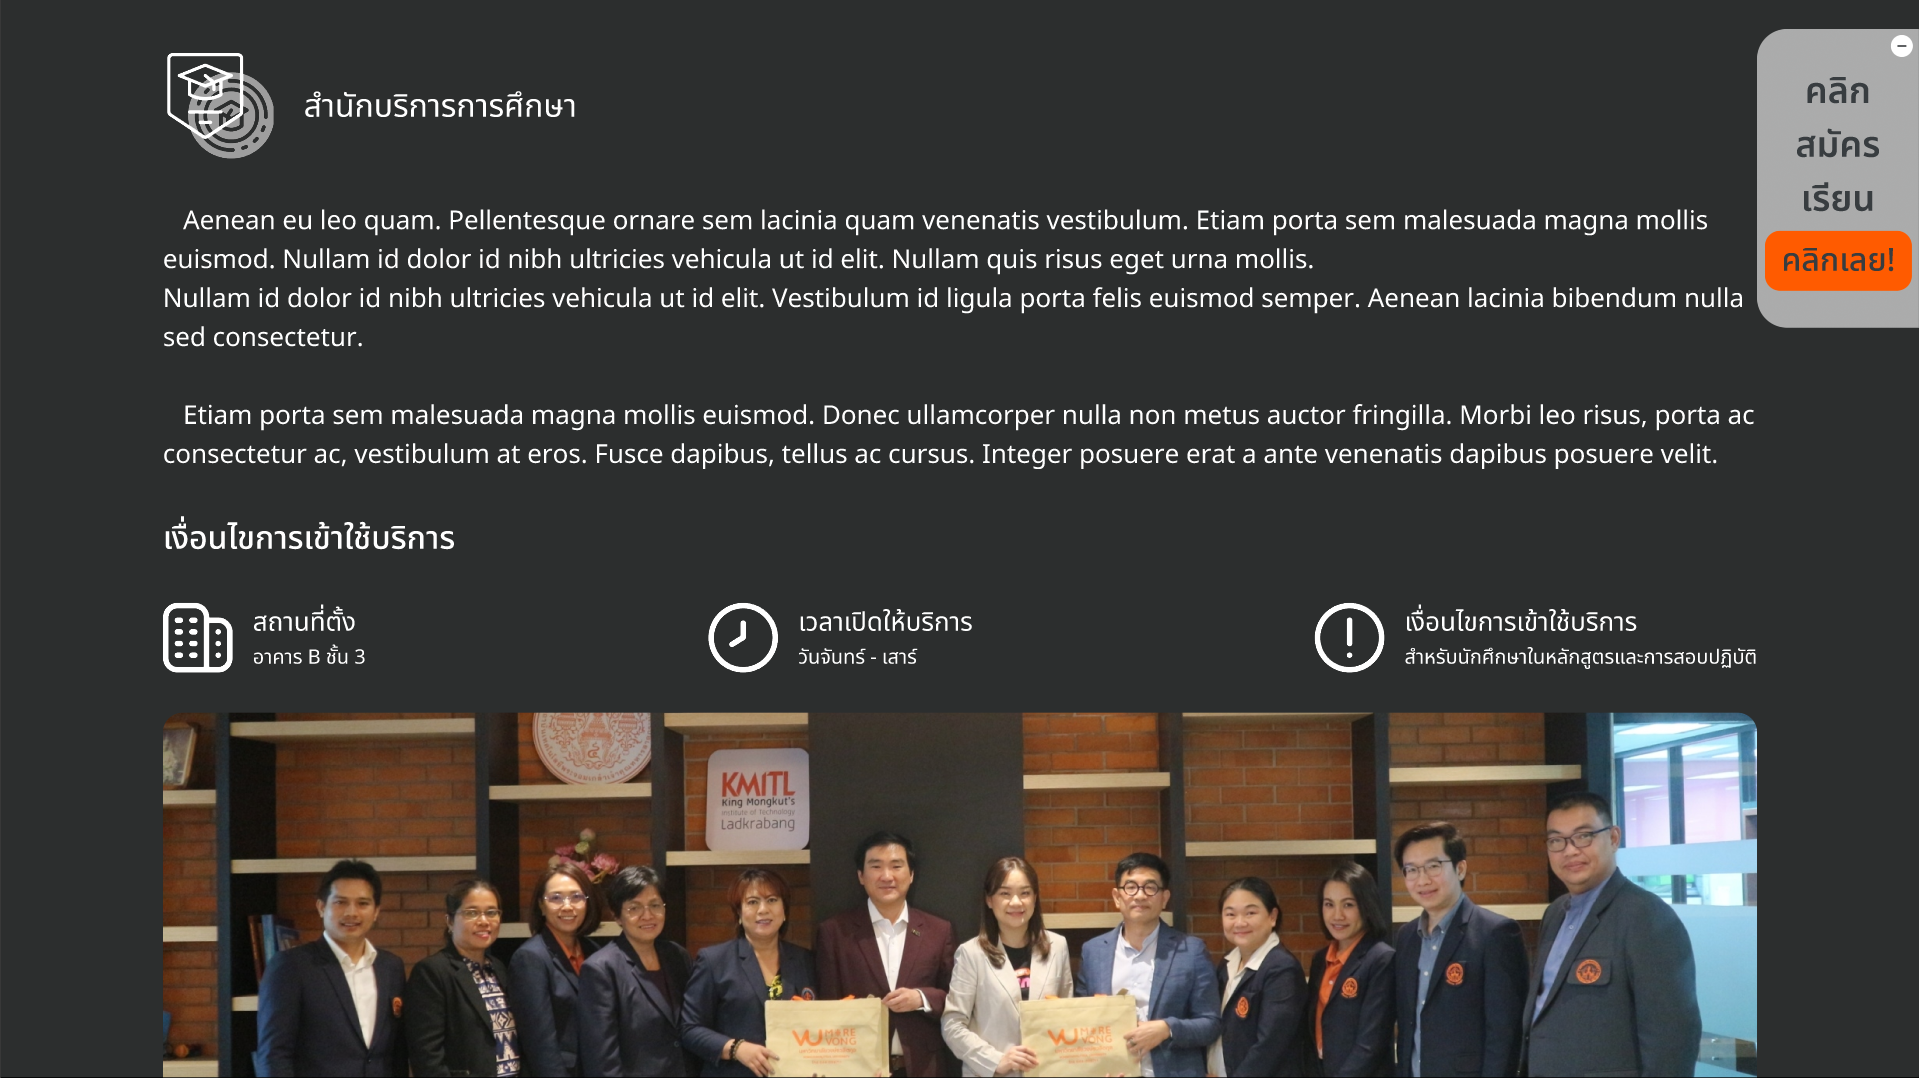 สำนักบริการการศึกษา
Aenean eu leo quam. Pellentesque ornare sem lacinia quam venenatis vestibulum. Etiam porta sem malesuada magna mollis
euismod. Nullam id dolor id nibh ultricies vehicula ut id elit. Nullam quis risus eget urna mollis.
Nullam id dolor id nibh ultricies vehicula ut id elit. Vestibulum id ligula porta felis euismod semper. Aenean lacinia bibendum nulla
sed consectetur.
Etiam porta sem malesuada magna mollis euismod. Donec ullamcorper nulla non metus auctor fringilla. Morbi leo risus, porta ac
consectetur ac, vestibulum at eros. Fusce dapibus, tellus ac cursus. Integer posuere erat a ante venenatis dapibus posuere velit.
คลิก
สมัคร
เรียน
คลิกเลย!
เงื่อนไขการเข้าใช้บริการ
สถานที่ตั้ง
อาคาร B ชั้น 3
เวลาเปิดให้บริการ
วันจันทร์ - เสาร์
เงื่อนไขการเข้าใช้บริการ
สำหรับนักศึกษาในหลักสูตรและการสอบปฏิบัติ
KMITL
King Mongkut's
Institute of Technology
Ladkrabang
VU MORE
VONG
VU MORE
VONG